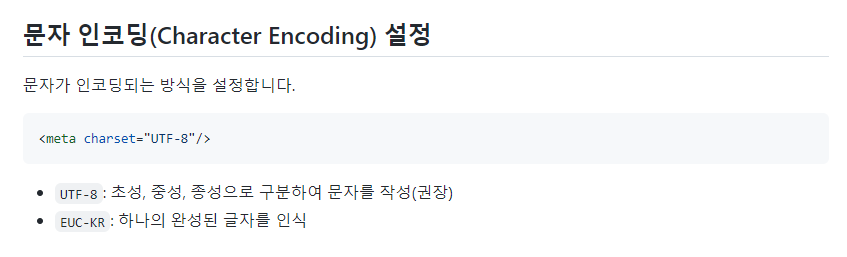 문자 인코딩(Character Encoding) 설정
문자가 인코딩되는 방식을 설정합니다.
<meta charset="UTF-8"/>
• UTF-8 : 초성, 중성, 종성으로 구분하여 문자를 작성(권장)
• EUC-KR : 하나의 완성된 글자를 인식